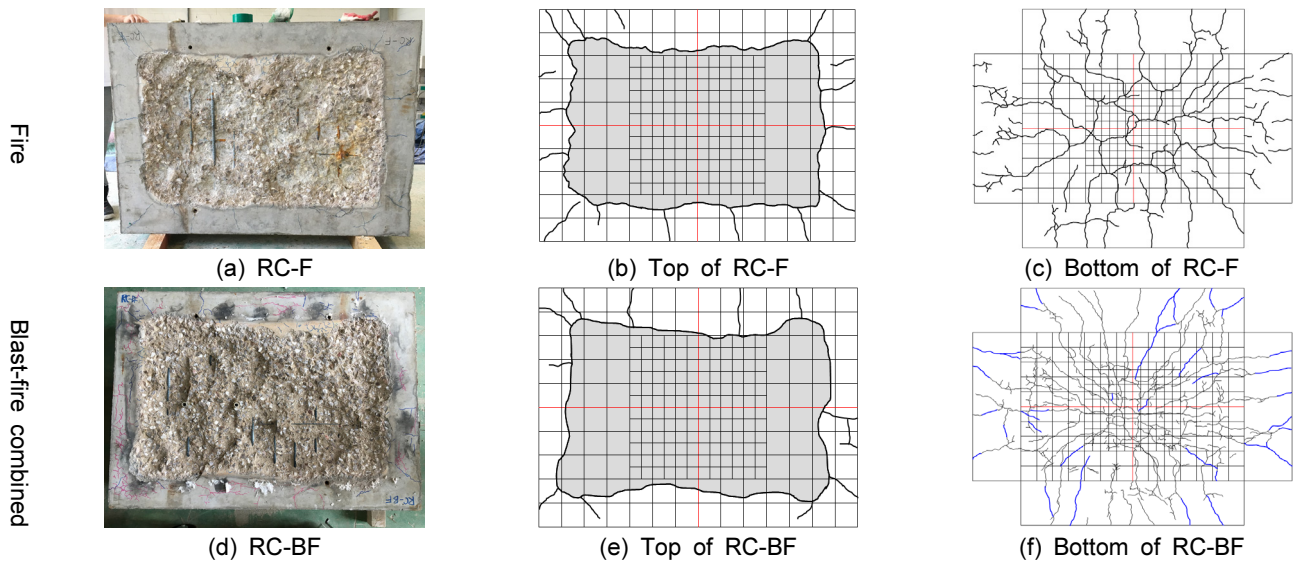 Fire
RC-F
(a) RC-F
(b) Top of RC-F
(c) Bottom of RC-F
Blast-fire combined
(d) RC-BF
(e) Top of RC-BF
(f) Bottom of RC-BF